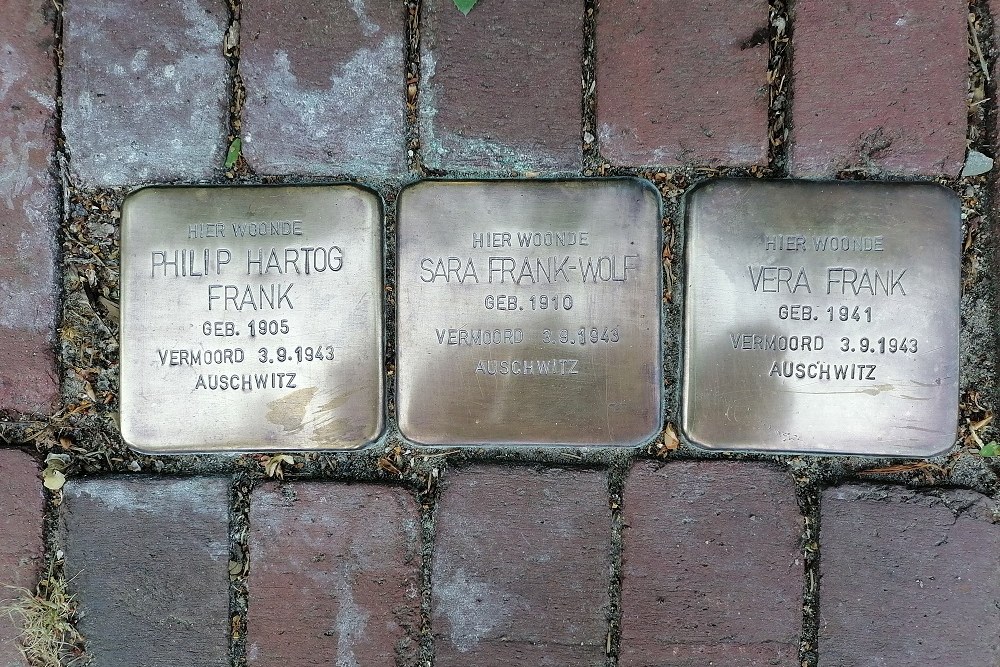 HIER WOONDE
PHILIP HARTOG
FRANK
GEB. 1905
VERMOORD 3.9.1943
AUSCHWITZ
HIER WOONDE
SARA FRANK-WOLF
GEB. 1910
VERMOORD 3.9.1943
AUSCHWITZ
HIER WOONDE
VERA FRANK
GEB. 1941
VERMOORD 3.9.1943
AUSCHWITZ